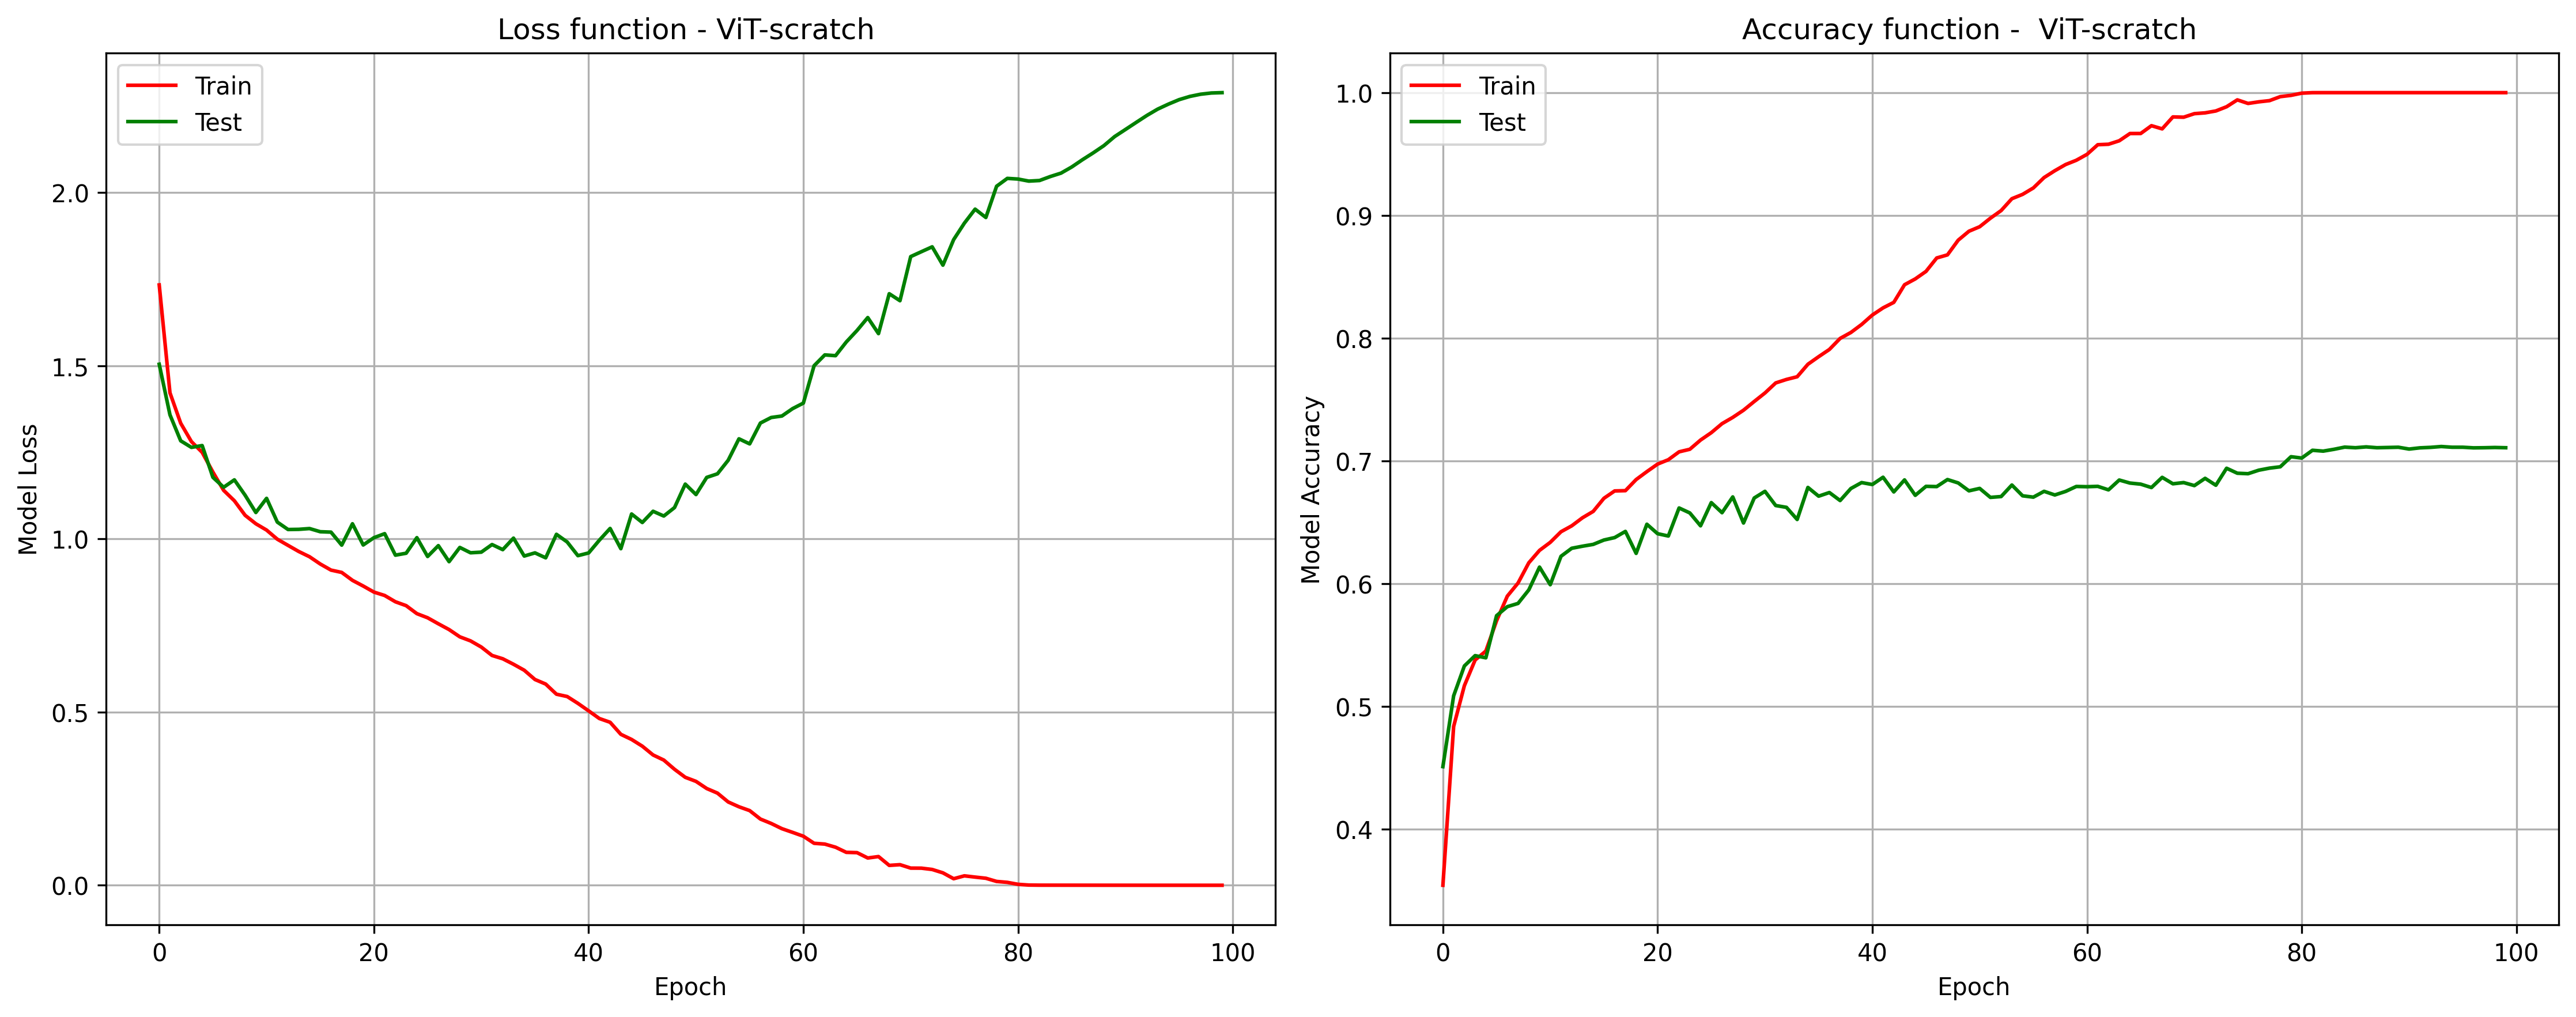 Loss function - ViT-scratch
Train
Test
2.0
1.5
1.0
0.5
0.0
Model Loss
0 20 40 60 80 100
Epoch
Accuracy function -  ViT-scratch
Train
Test
1.0
0.9
0.8
0.7
0.6
0.5
0.4
Model Accuracy
0 20 40 60 80 100
Epoch